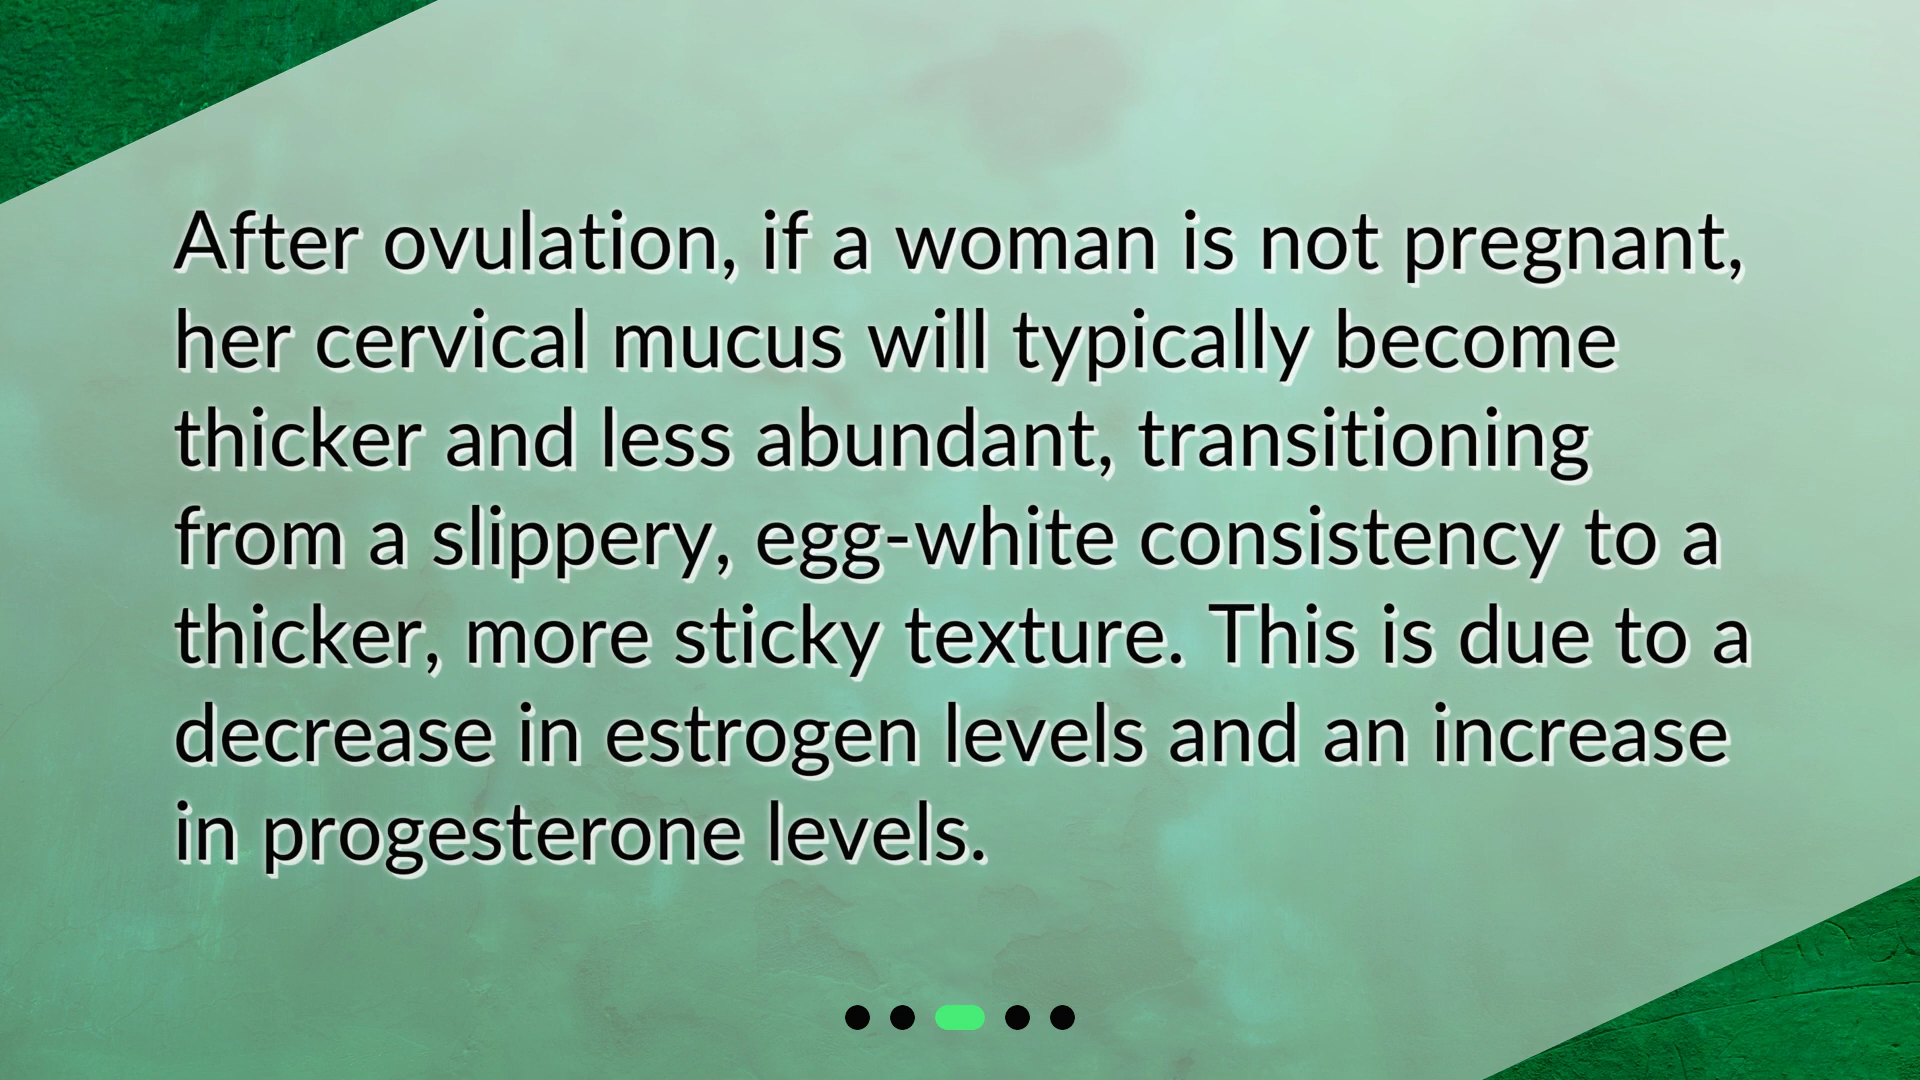 After ovulation, if a woman is not pregnant,
her cervical mucus will typically become
thicker and less abundant, transitioning
from a slippery, egg-white consistency to a
thicker, more sticky texture. This is due to a
decrease in estrogen levels and an increase
in progesterone levels.